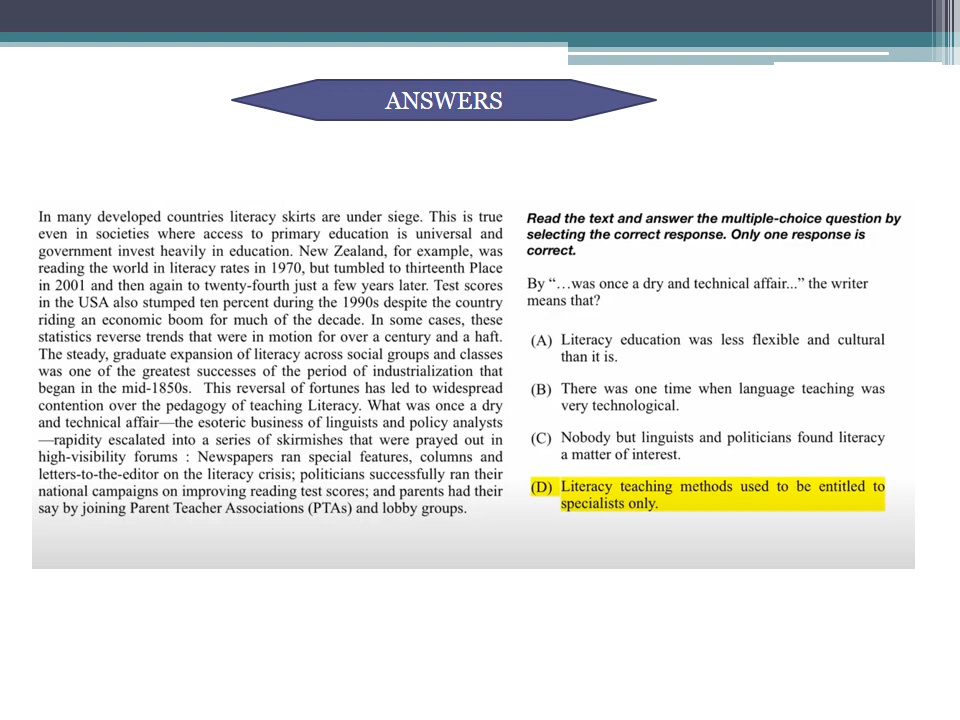 ANSWERS
In many developed countries literacy skirts are under siege. This is true
even in societies where access to primary education is universal and
government invest heavily in education. New Zealand, for example, was
reading the world in literacy rates in 1970, but tumbled to thirteenth Place
in 2001 and then again to twenty-fourth just a few years later. Test scores
in the USA also stumped ten percent during the 1990s despite the country
riding an economic boom for much of the decade. In some cases, these
statistics reverse trends that were in motion for over a century and a haft.
The steady, graduate expansion of literacy across social groups and classes
was one of the greatest successes of the period of industrialization that
began in the mid-1850s. This reversal of fortunes has led to widespread
contention over the pedagogy of teaching Literacy. What was once a dry
and technical affair—the esoteric business of linguists and policy analysts
—rapidity escalated into a series of skirmishes that were prayed out in
high-visibility forums : Newspapers ran special features, columns and
letters-to-the-editor on the literacy crisis; politicians successfully ran their
national campaigns on improving reading test scores; and parents had their
say by joining Parent Teacher Associations (PTAs) and lobby groups.
Read the text and answer the multiple-choice question by
selecting the correct response. Only one response is
correct.
By “…was once a dry and technical affair...” the writer
means that?
(A) Literacy education was less flexible and cultural
than it is.
(B) There was one time when language teaching was
very technological.
(C) Nobody but linguists and politicians found literacy
a matter of interest.
(D) Literacy teaching methods used to be entitled to
specialists only.